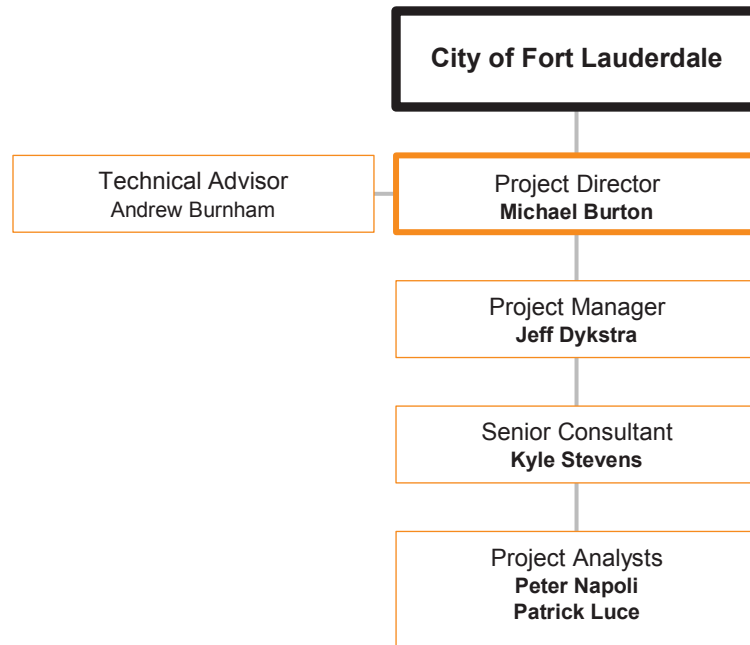 City of Fort Lauderdale
Technical Advisor
Andrew Burnham
Project Director
Michael Burton
Project Manager
Jeff Dykstra
Senior Consultant
Kyle Stevens
Project Analysts
Peter Napoli
Patrick Luce